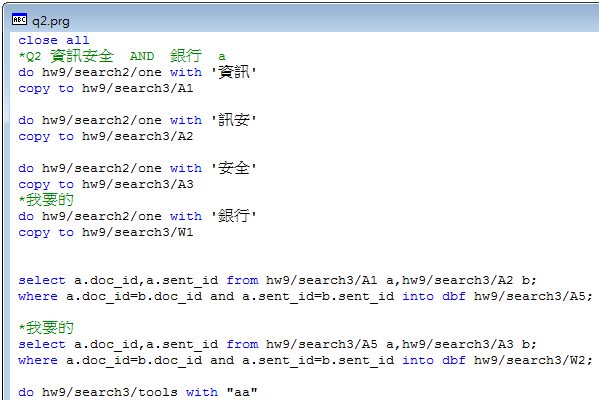 ABC q2.prg
close all
*Q2 資訊安全 AND 銀行 a
do hw9/search2/one with '資訊'
copy to hw9/search3/A1
do hw9/search2/one with '訊安'
copy to hw9/search3/A2
do hw9/search2/one with '安全'
copy to hw9/search3/A3
*我要的
do hw9/search2/one with '銀行'
copy to hw9/search3/W1
select a.doc_id,a.sent_id from hw9/search3/A1 a,hw9/search3/A2 b;
where a.doc_id=b.doc_id and a.sent_id=b.sent_id into dbf hw9/search3/A5;
*我要的
select a.doc_id,a.sent_id from hw9/search3/A5 a,hw9/search3/A3 b;
where a.doc_id=b.doc_id and a.sent_id=b.sent_id into dbf hw9/search3/W2;
do hw9/search3/tools with "aa"